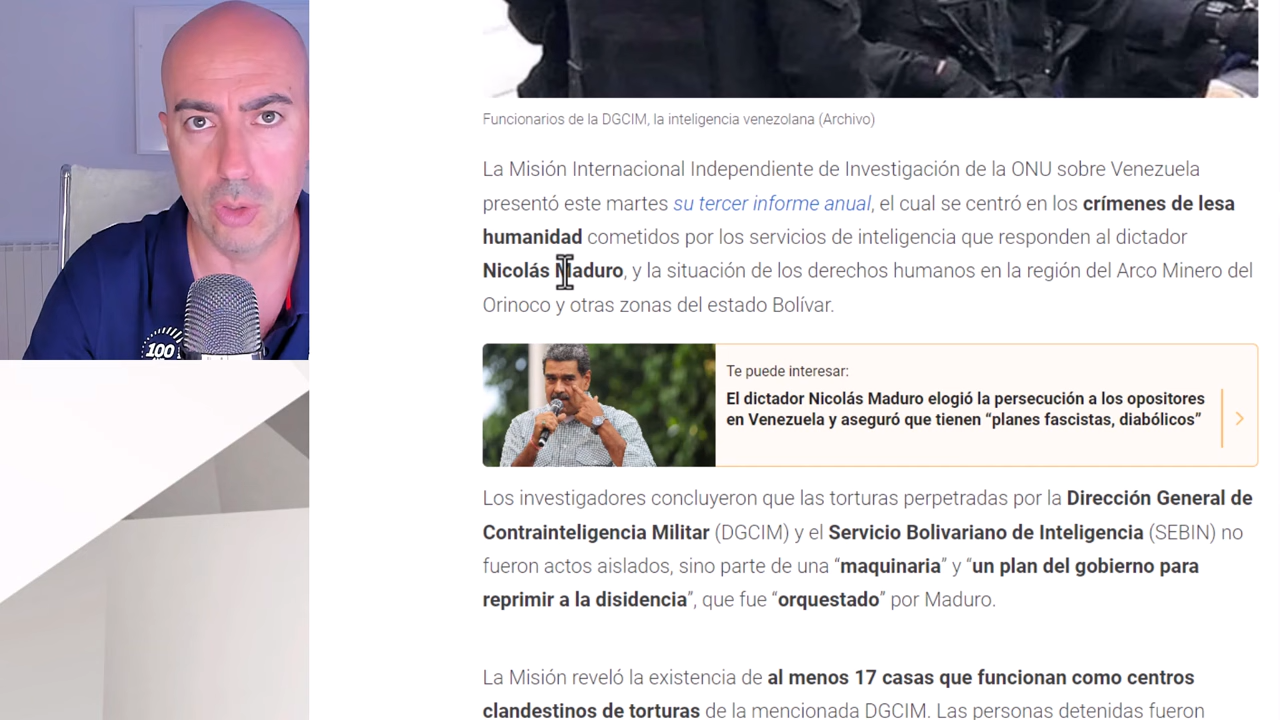 100
Funcionarios de la DGCIM, la inteligencia venezolana (Archivo)
La Misión Internacional Independiente de Investigación de la ONU sobre Venezuela
presentó este martes su tercer informe anual, el cual se centró en los crímenes de lesa
humanidad cometidos por los servicios de inteligencia que responden al dictador
Nicolás Maduro, y la situación de los derechos humanos en la región del Arco Minero del
Orinoco y otras zonas del estado Bolívar.
Te puede interesar:
El dictador Nicolás Maduro elogió la persecución a los opositores
en Venezuela y aseguró que tienen “planes fascistas, diabólicos”
Los investigadores concluyeron que las torturas perpetradas por la Dirección General de
Contrainteligencia Militar (DGCIM) y el Servicio Bolivariano de Inteligencia (SEBIN) no
fueron actos aislados, sino parte de una “maquinaria” y “un plan del gobierno para
reprimir a la disidencia”, que fue “orquestado” por Maduro.
La Misión reveló la existencia de al menos 17 casas que funcionan como centros
clandestinos de torturas de la mencionada DGCIM. Las personas detenidas fueron